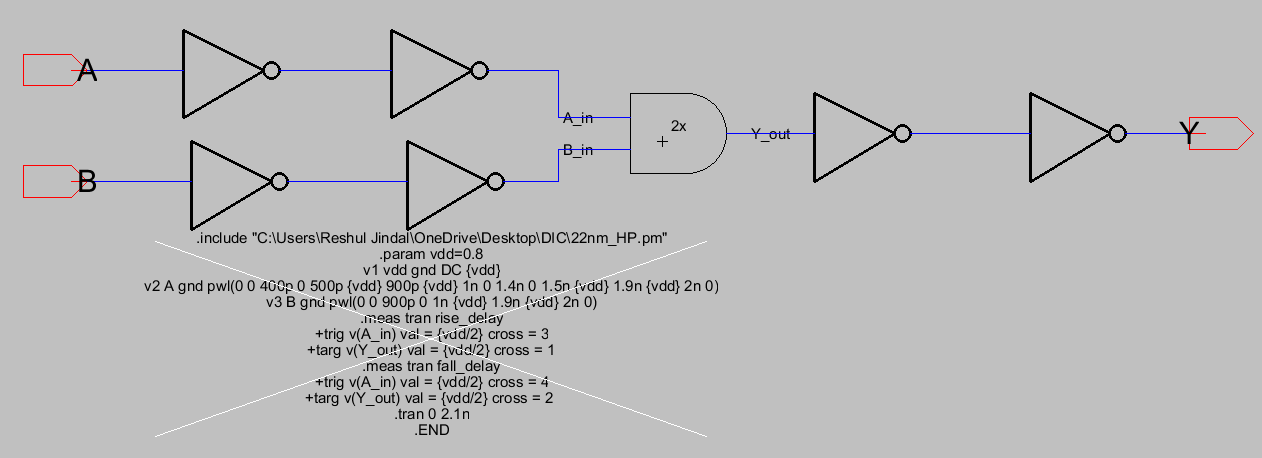 A
A_in
2x
Y_out
Y
B_in
B
.include "C:\Users\Reshul Jindal\OneDrive\Desktop\DIC\22nm_HP.pm"
.param vdd=0.8
v1 vdd gnd DC {vdd}
v2 A gnd pwl(0 0 400p 0 500p {vdd} 900p {vdd} 1n 0 1.4n 0 1.5n {vdd} 1.9n {vdd} 2n 0)
v3 B gnd pwl(0 0 900p 0 1n {vdd} 1.9n {vdd} 2n 0)
.meas tran rise_delay
+trig v(A_in) val = {vdd/2} cross = 3
+targ v(Y_out) val = {vdd/2} cross = 1
.meas tran fall_delay
+trig v(A_in) val = {vdd/2} cross = 4
+targ v(Y_out) val = {vdd/2} cross = 2
.tran 0 2.1n
.END